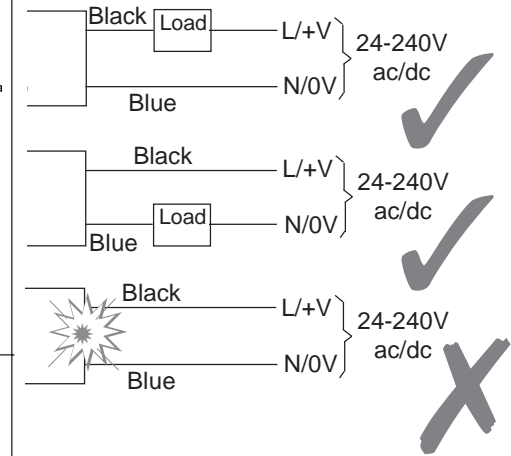 Black
Load
L/+V
24-240V
ac/dc
N/0V
Blue
Black
L/+V
24-240V
ac/dc
Load
N/0V
Blue
Black
L/+V
24-240V
ac/dc
N/0V
Blue